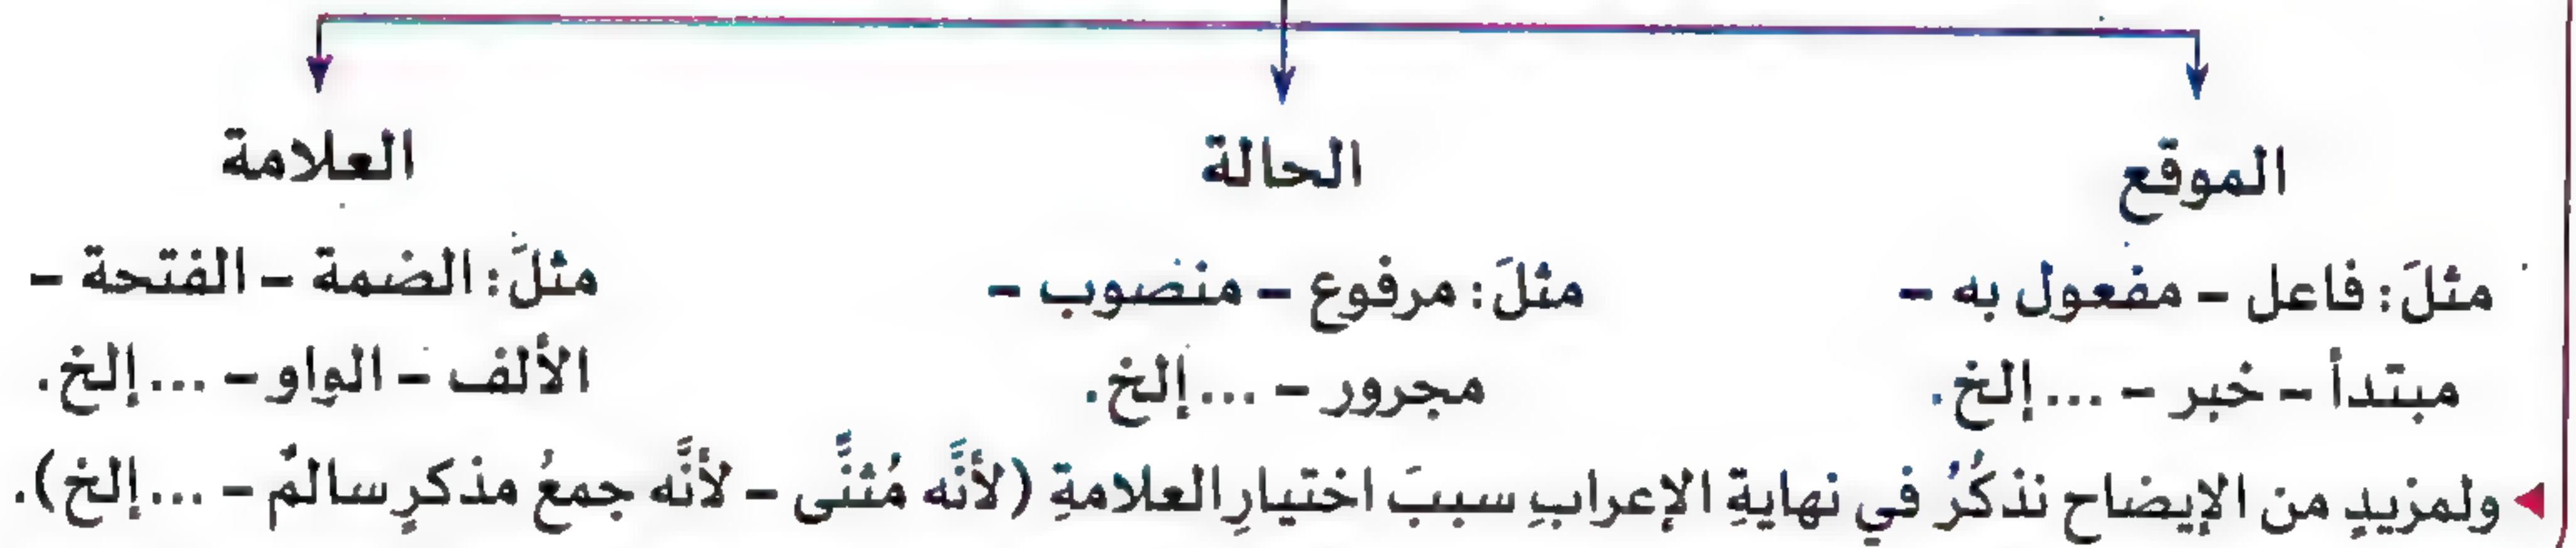 الموقع
الحالة
العلامة
مثلَ: فاعل - مفعول به -
مبتدأ - خبر - ... إلخ.
مثلَ: مرفوع - منصوب -
مجرور - ... إلخ.
مثلَ: الضمة - الفتحة -
الألف - الواو - ... إلخ.
ولمزيدٍ من الإيضاح نذكُرُ في نهايةِ الإعرابِ سببَ اختيارِ العلامةِ (لأنَّه مُثنًّى - لأنَّه جمعُ مذكرٍ سالمٌ - ... إلخ).